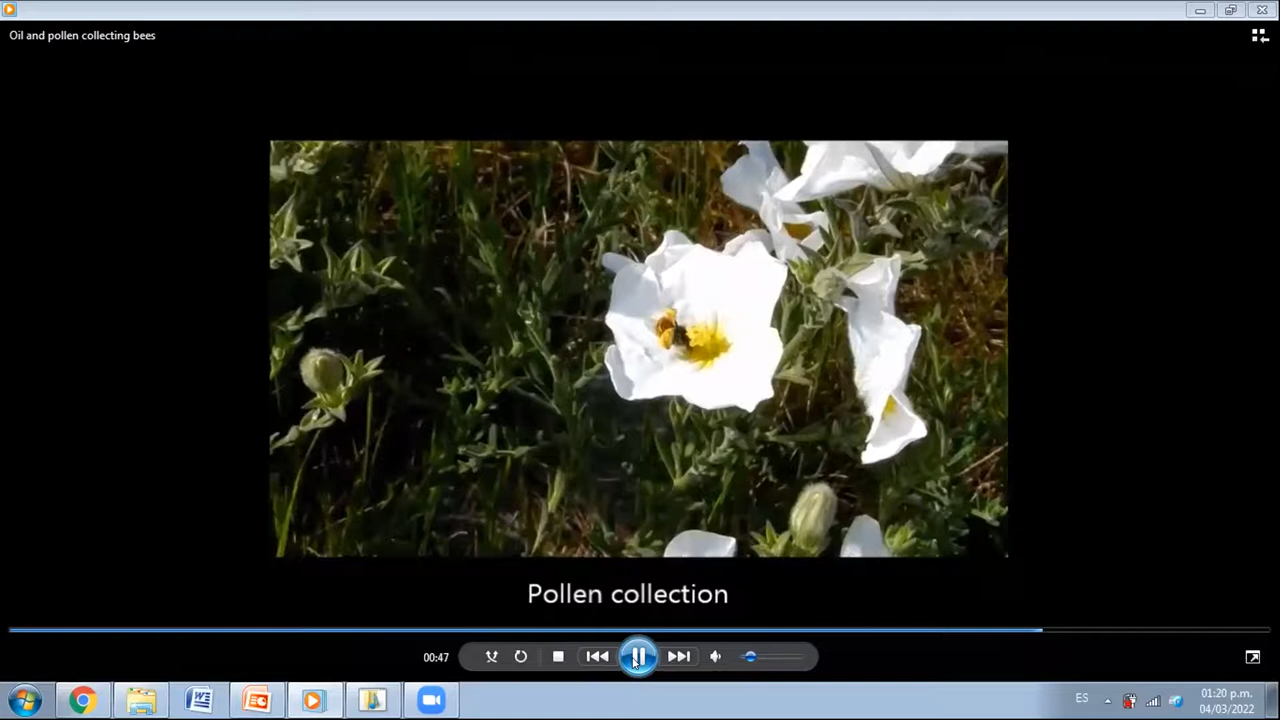 Oil and pollen collecting bees
Pollen collection
00:47
ES
01:20 p.m.
04/03/2022